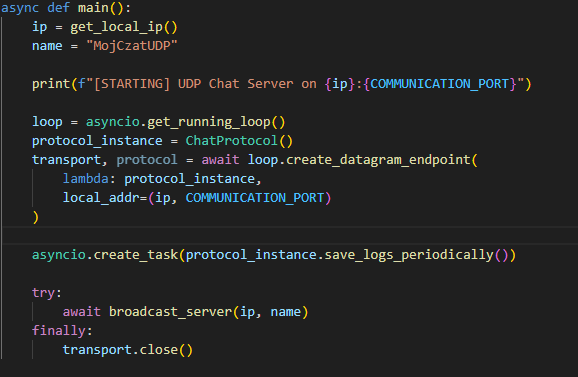 async def main():
    ip = get_local_ip()
    name = "MojCzatUDP"

    print(f"[STARTING] UDP Chat Server on {ip}:{COMMUNICATION_PORT}")

    loop = asyncio.get_running_loop()
    protocol_instance = ChatProtocol()
    transport, protocol = await loop.create_datagram_endpoint(
        lambda: protocol_instance,
        local_addr=(ip, COMMUNICATION_PORT)
    )

    asyncio.create_task(protocol_instance.save_logs_periodically())

    try:
        await broadcast_server(ip, name)
    finally:
        transport.close()